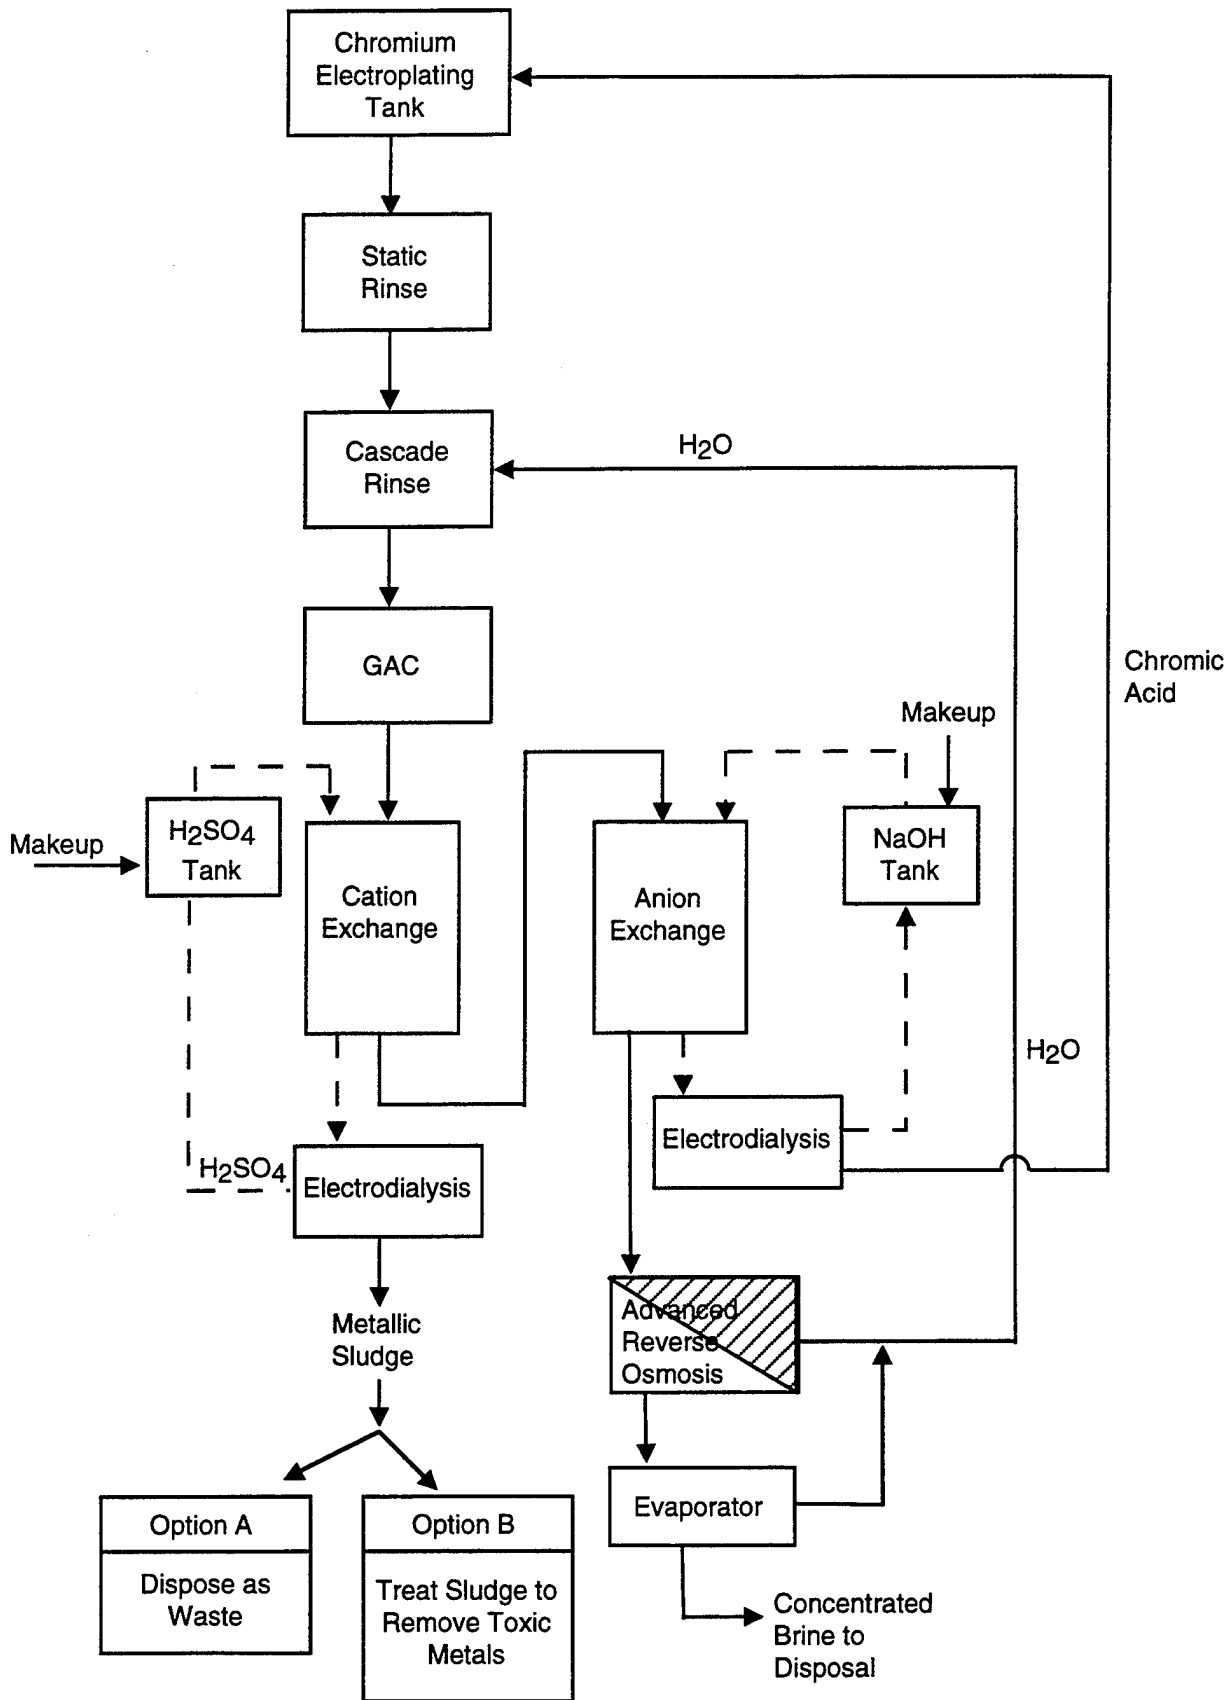 Chromium
Electroplating
Tank
Static
Rinse
Cascade
Rinse
H2O
GAC
Chromic
Acid
Makeup
Makeup
H2SO4
Tank
Cation
Exchange
Anion
Exchange
NaOH
Tank
H2O
Electrodialysis
H2SO4
Electrodialysis
Metallic
Sludge
Advanced
Reverse
Osmosis
Evaporator
Option A
Dispose as
Waste
Option B
Treat Sludge to
Remove Toxic
Metals
Concentrated
Brine to
Disposal